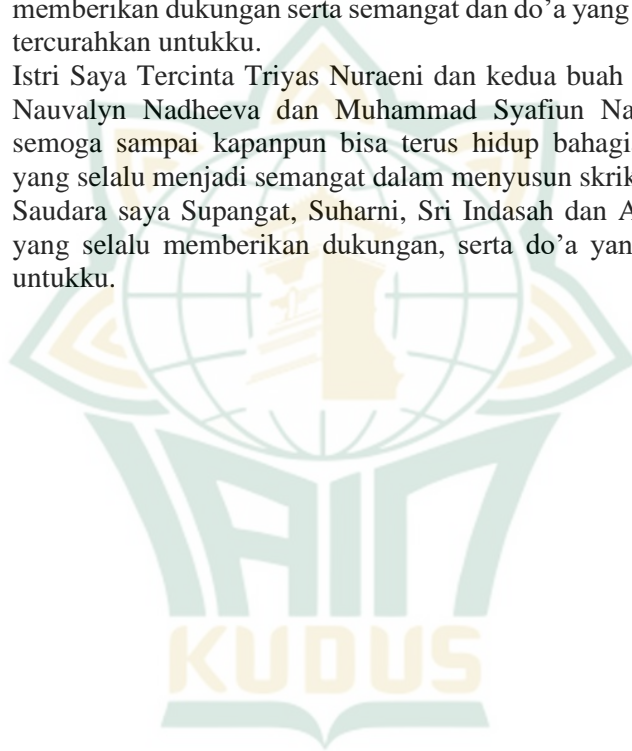 memberikan dukungan serta semangat dan do’a yang
tercurahkan untukku.
Istri Saya Tercinta Triyas Nuraeni dan kedua buah
Nauvalyn Nadheeva dan Muhammad Syafiun
semoga sampai kapanpun bisa terus hidup
yang selalu menjadi semangat dalam menyusun
Saudara saya Supangat, Suharni, Sri Indasah dan
yang selalu memberikan dukungan, serta do’a
untukku.
IAIN
KUDUS